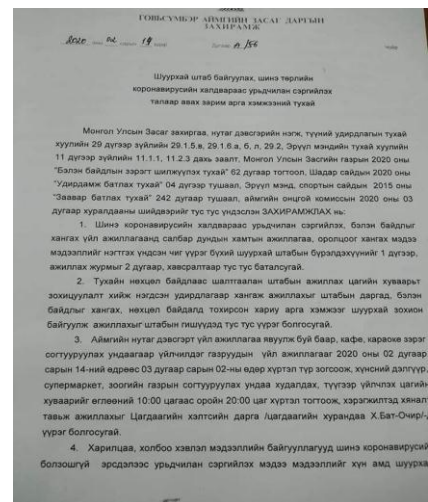 ГОВЬСҮМБЭР АЙМГИЙН ЗАСАГ ДАРГЫН
ЗАХИРАМЖ
2020 02 14 А/56
Шуурхай штаб байгуулах, шинэ төрлийн
коронавирусийн халдвараас урьдчилан сэргийлэх
талаар авах зарим арга хэмжээний тухай
Монгол Улсын Засаг захиргаа, нутаг дэвсгэрийн нэгж, түүний удирдлагын тухай
хуулийн 29 дүгээр зүйлийн 29.1.5.в, 29.1.6.а, б, л, 29.2, Эрүүл мэндийн тухай хуулийн
11 дүгээр зүйлийн 11.1.1, 11.2.3 дахь заалт, Монгол Улсын Засгийн газрын 2020 оны
"Бэлэн байдлын зэрэгт шилжүүлэх тухай" 62 дугаар тогтоол, Шадар сайдын 2020 оны
"Удирдамж батлах тухай" 04 дүгээр тушаал, Эрүүл мэнд, спортын сайдын 2015 оны
"Заавар батлах тухай" 242 дугаар тушаал, аймгийн онцгой комиссын 2020 оны 03
дугаар хуралдааны шийдвэрийг тус тус үндэслэн ЗАХИРАМЖЛАХ нь:
1. Шинэ коронавирусийн халдвараас урьдчилан сэргийлэх, бэлэн байдлыг
хангах үйл ажиллагаанд салбар дундын хамтын ажиллагаа, оролцоог хангах мэдээ
мэдээллийг нэгтгэх үндсэн чиг үүрэг бүхий шуурхай штабын бүрэлдэхүүнийг 1 дүгээр,
ажиллах журмыг 2 дугаар, хавсралтаар тус тус баталсугай.
2. Тухайн нөхцөл байдлаас шалтгаалан штабын ажиллах цагийн хуваарьт
зохицуулалт хийж нэгдсэн удирдлагаар хангаж ажиллахыг штабын даргад, бэлэн
байдлыг хангах, нөхцөл байдалд тохирсон хариу арга хэмжээг шуурхай зохион
байгуулж ажиллахыг штабын гишүүдэд тус тус үүрэг болгосугай.
3. Аймгийн нутаг дэвсгэрт үйл ажиллагаа явуулж буй баар, кафе, караоке зэрэг
согтууруулах ундаагаар үйлчилдэг газруудын үйл ажиллагааг 2020 оны 02 дугаар
сарын 14-ний өдрөөс 03 дугаар сарын 02-ны өдөр хүртэл түр зогсоож, хүнсний дэлгүүр,
супермаркет, зоогийн газрын согтууруулах ундаа худалдах, түүгээр үйлчлэх цагийн
хуваарийг өглөөний 10:00 цагаас оройн 20:00 цаг хүртэл тогтоож, хэрэгжилтэд хяналт
тавьж ажиллахыг Цагдаагийн хэлтсийн дарга /цагдаагийн хурандаа Х.Бат-Очир/-д
үүрэг болгосугай.
4. Харилцаа, холбоо хэвлэл мэдээллийн байгууллагууд шинэ коронавирусий
болзошгүй эрсдэлээс урьдчилан сэргийлэх мэдээ мэдээллийг хүн амд шуурха